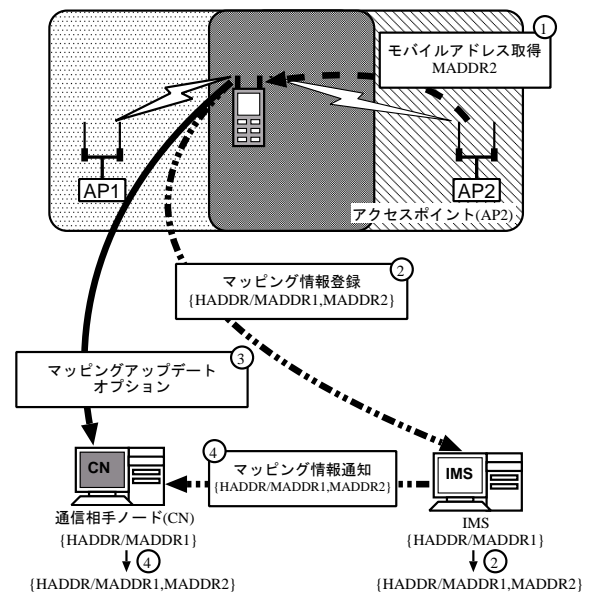 ①
モバイルアドレス取得
MADDR2
AP1
AP2
アクセスポイント(AP2)
②
マッピング情報登録
{HADDR/MADDR1,MADDR2}
③
マッピングアップデート
オプション
④
マッピング情報通知
{HADDR/MADDR1,MADDR2}
CN
IMS
通信相手ノード(CN)
{HADDR/MADDR1}
④
{HADDR/MADDR1,MADDR2}
IMS
{HADDR/MADDR1}
②
{HADDR/MADDR1,MADDR2}